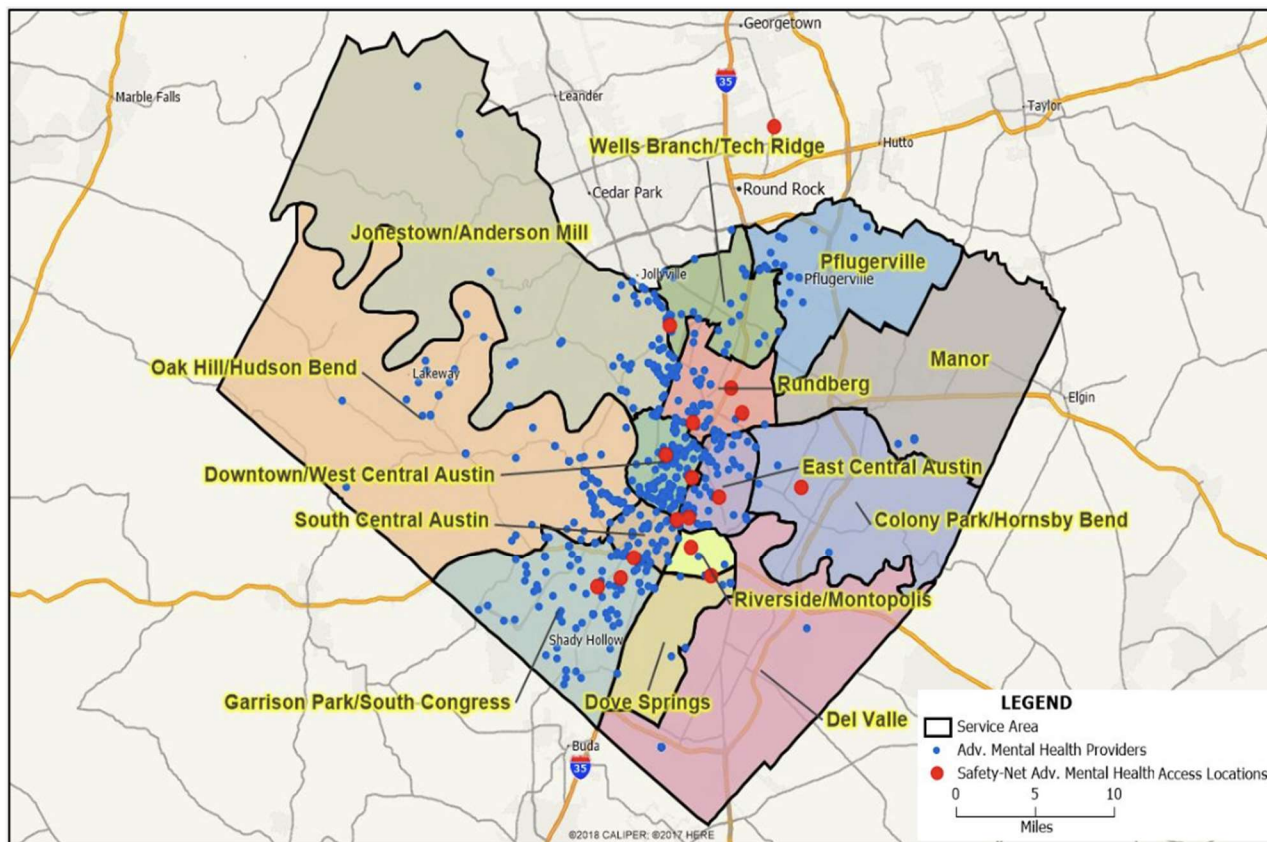 Georgetown
35
Marble Falls
Leander
Taylor
Wells Branch/Tech Ridge
Hutto
Cedar Park
Round Rock
Jonestown/Anderson Mill
Pflugerville
Jollyville
Pflugerville
Manor
Oak Hill/Hudson Bend
Lakeway
Rundberg
Elgin
Downtown/West Central Austin
East Central Austin
South Central Austin
Colony Park/Hornsby Bend
Riverside/Montopolis
Shady Hollow
Garrison Park/South Congress
Dove Springs
Del Valle
Buda
35
LEGEND
Service Area
Adv. Mental Health Providers
Safety-Net Adv. Mental Health Access Locations
0 5 10
Miles
©2018 CALIPER; ©2017 HERE